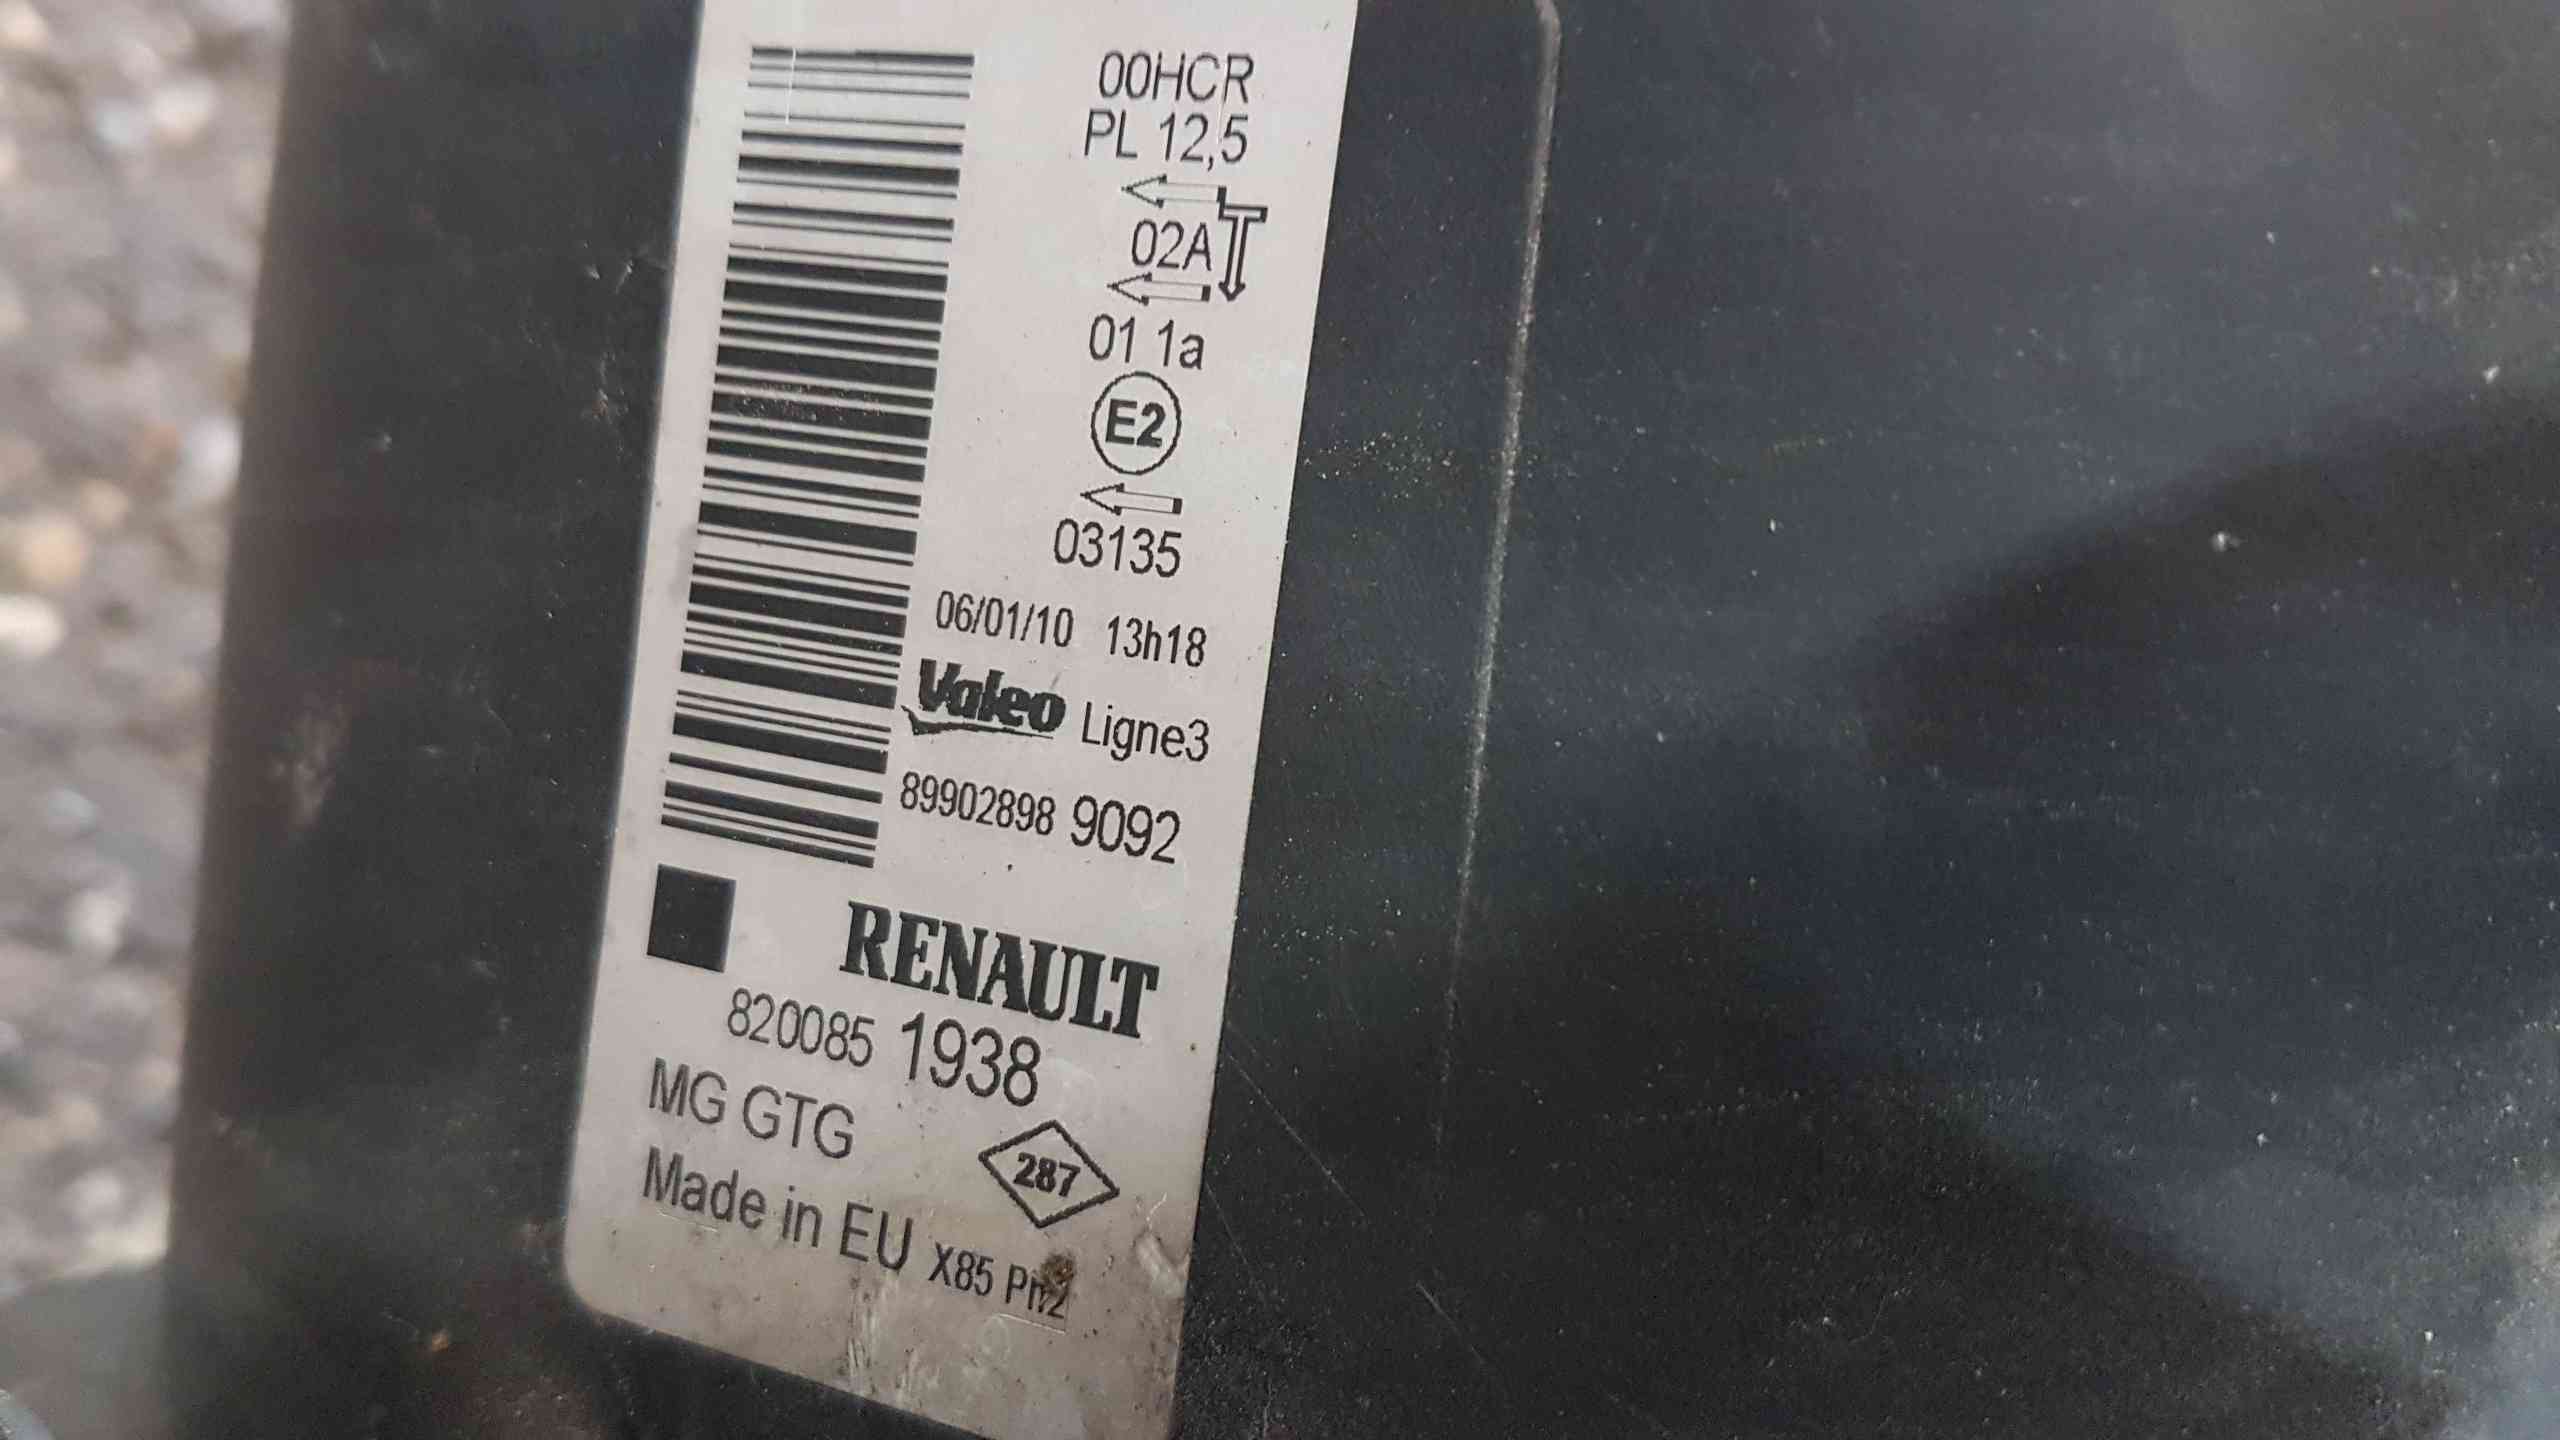 00HCR
PL 12,5
02A
01 1a
E2
03135
06/01/10 13h18
Valeo Ligne3
89902898 9092
RENAULT
820085 1938
MG GTG
287
Made in EU X85 Ph2